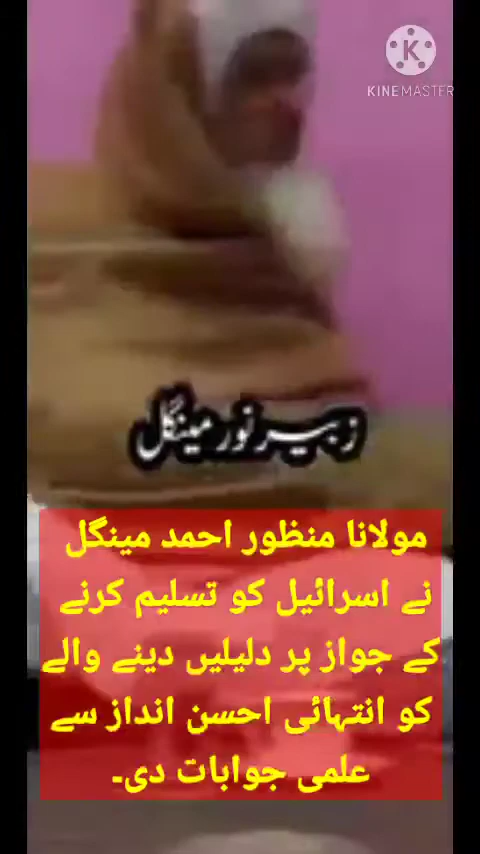 KINEMASTER
زبیر نور مینگل
مولانا منظور احمد مینگل
نے اسرائیل کو تسلیم کرنے
کے جواز پر دلیلیں دینے والے
کو انتہائی احسن انداز سے
علمی جوابات دی۔